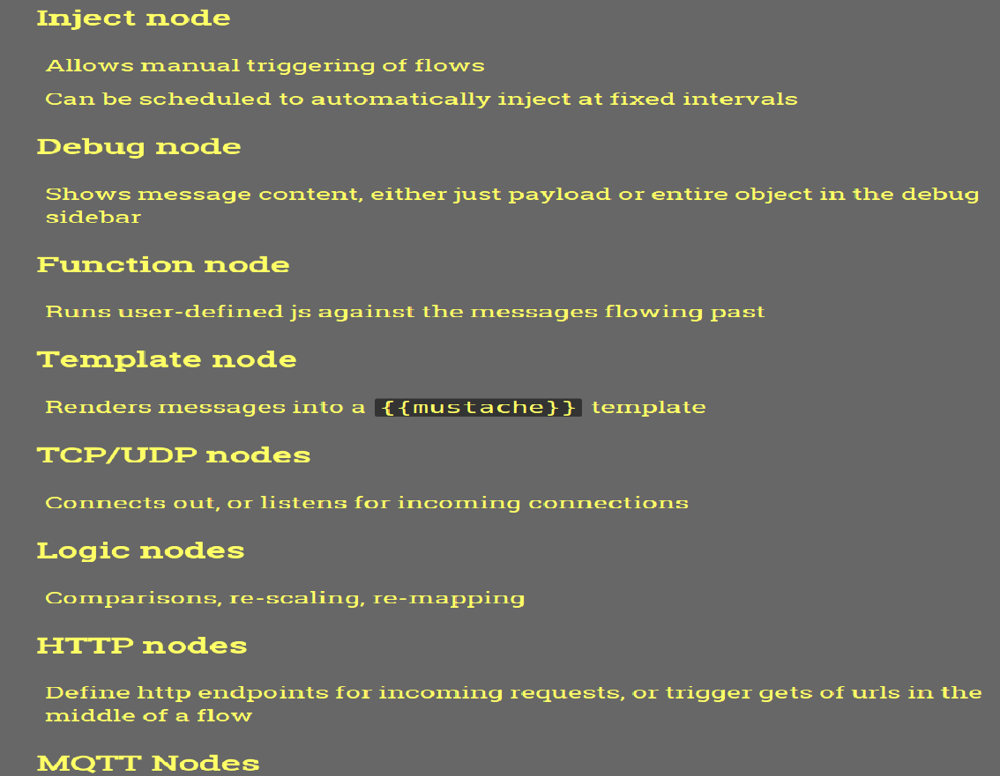 Inject node
Allows manual triggering of flows
Can be scheduled to automatically inject at fixed intervals
Debug node
Shows message content, either just payload or entire object in the debug
sidebar
Function node
Runs user-defined js against the messages flowing past
Template node
Renders messages into a {{mustache}} template
TCP/UDP nodes
Connects out, or listens for incoming connections
Logic nodes
Comparisons, re-scaling, re-mapping
HTTP nodes
Define http endpoints for incoming requests, or trigger gets of urls in the
middle of a flow
MQTT Nodes